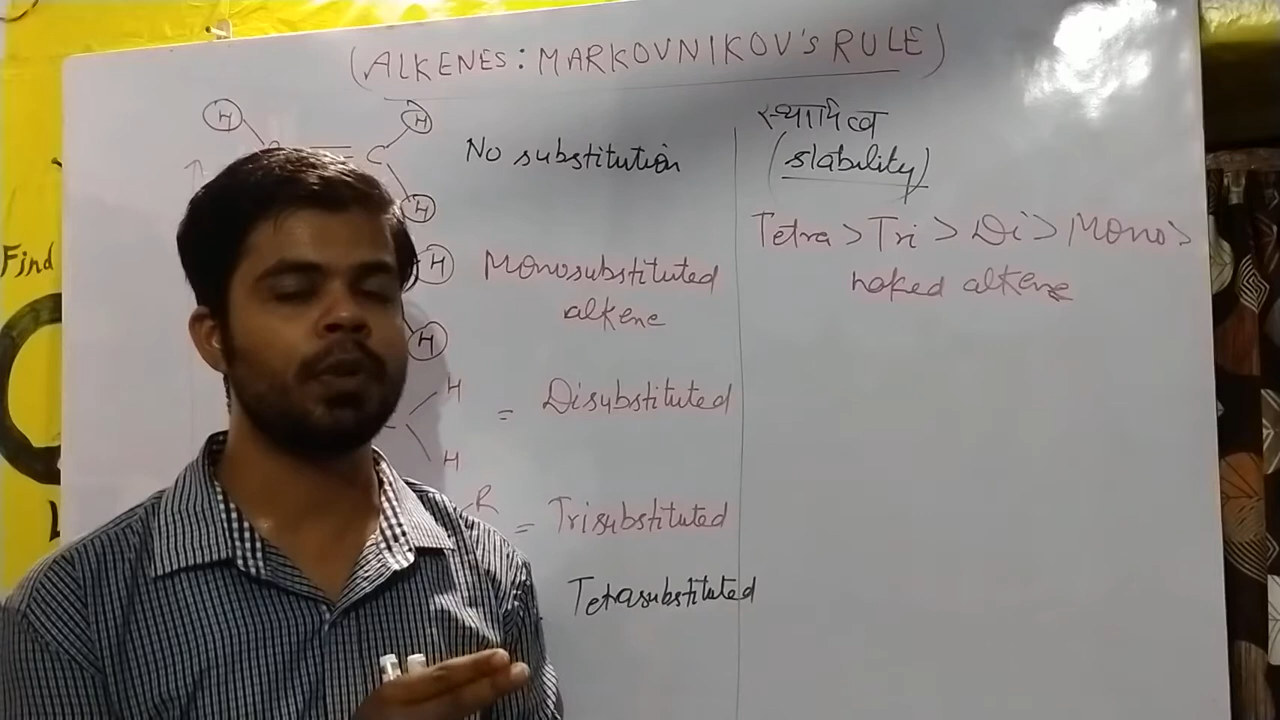 (ALKENES: MARKOVNIKOV'S RULE)
H H
C
No substitution
H
H Monosubstituted
alkene
H
H
= Disubstituted
H
R
= Trisubstituted
Tetrasubstituted
स्थायित्व
(stability)
Tetra > Tri > Di > Mono >
naked alkene
Find